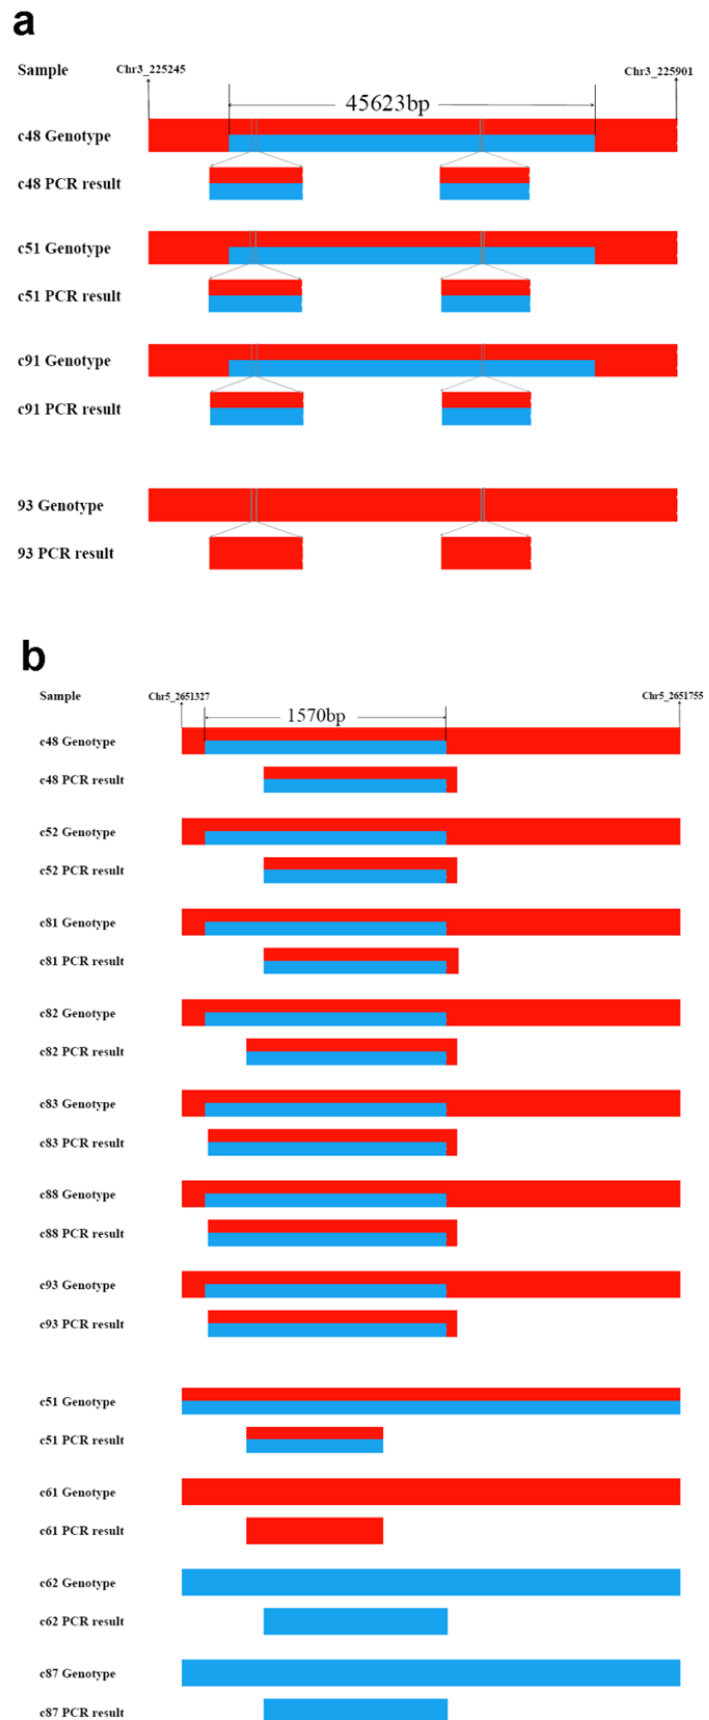 a
Sample Chr3_225245 Chr3_225901
45623bp
c48 Genotype
c48 PCR result
c51 Genotype
c51 PCR result
c91 Genotype
c91 PCR result
93 Genotype
93 PCR result
b
Sample Chr5_2651327 Chr5_2651755
1570bp
c48 Genotype
c48 PCR result
c52 Genotype
c52 PCR result
c81 Genotype
c81 PCR result
c82 Genotype
c82 PCR result
c83 Genotype
c83 PCR result
c88 Genotype
c88 PCR result
c93 Genotype
c93 PCR result
c51 Genotype
c51 PCR result
c61 Genotype
c61 PCR result
c62 Genotype
c62 PCR result
c87 Genotype
c87 PCR result